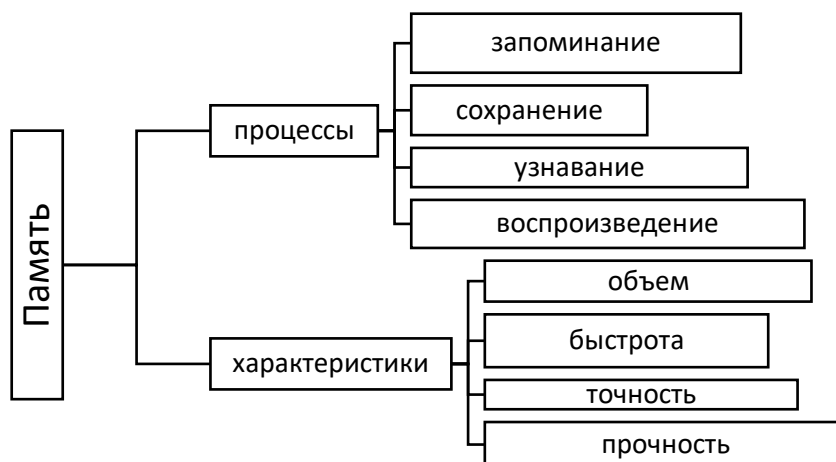 Память
процессы
запоминание
сохранение
узнавание
воспроизведение
характеристики
объем
быстрота
точность
прочность